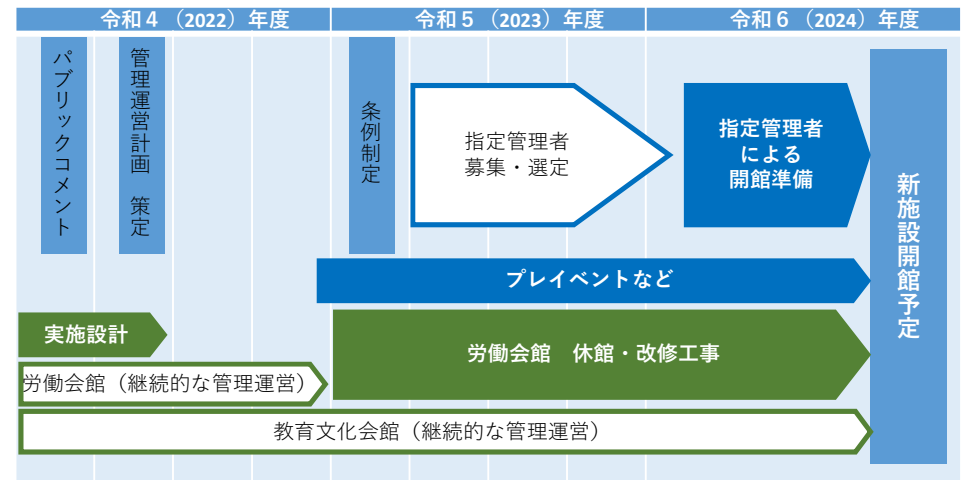 令和4（2022）年度
令和5（2023）年度
令和6（2024）年度
パブリックコメント
管理運営計画　策定
条例制定
指定管理者
募集・選定
指定管理者
による
開館準備
新施設開館予定
プレイベントなど
実施設計
労働会館　休館・改修工事
労働会館（継続的な管理運営）
教育文化会館（継続的な管理運営）